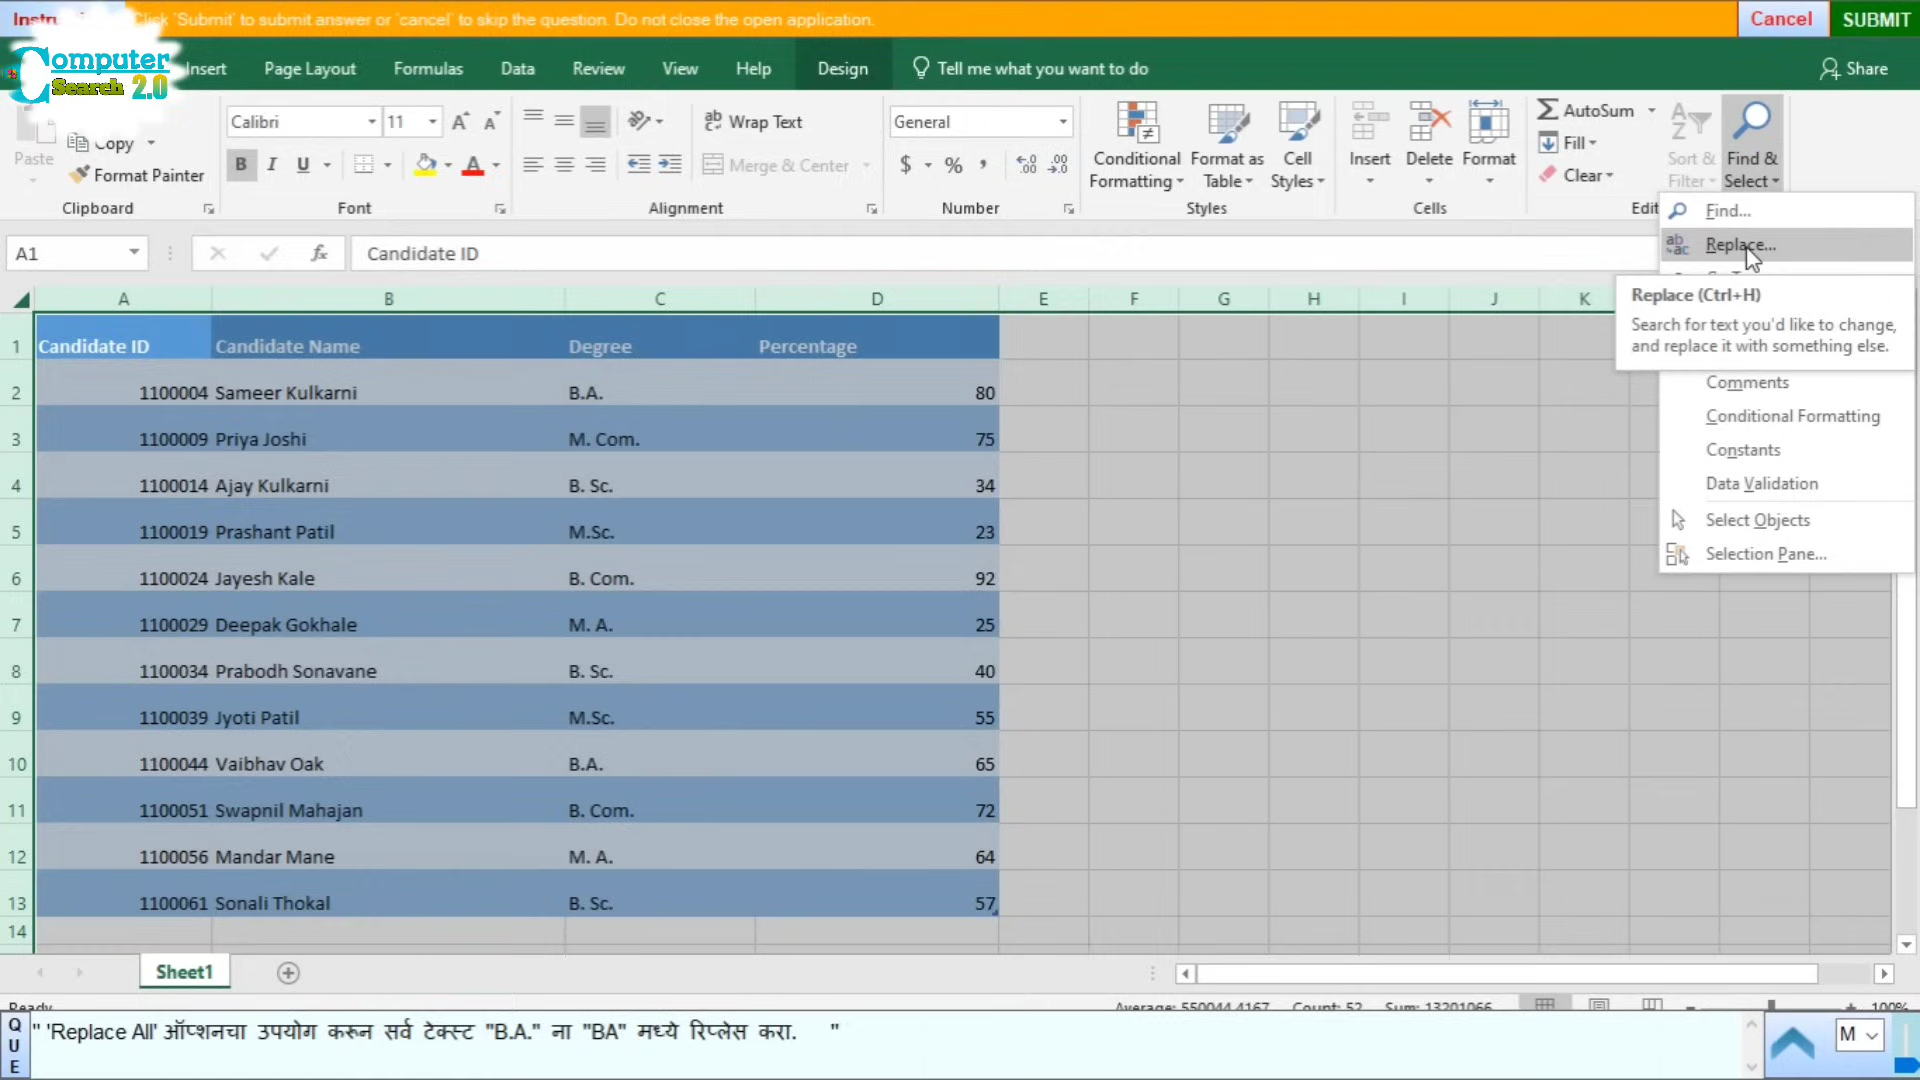 Click 'Submit' to submit answer or 'cancel' to skip the question. Do not close the open application.
Cancel
SUBMIT
Computer
Search 2.0
Insert
Page Layout
Formulas
Data
Review
View
Help
Design
Tell me what you want to do
Share
Paste
Copy
Format Painter
Clipboard
Calibri
11
B I U
Font
Wrap Text
Merge & Center
Alignment
General
$ % ,
Number
Conditional Formatting
Format as Table
Cell Styles
Styles
Insert
Delete
Format
Cells
AutoSum
Fill
Clear
Sort & Filter
Find & Select
Find...
Replace...
Replace (Ctrl+H)
Search for text you'd like to change,
and replace it with something else.
Comments
Conditional Formatting
Constants
Data Validation
Select Objects
Selection Pane...
A1
fx
Candidate ID
A B C D E F G H I J K
1 Candidate ID Candidate Name Degree Percentage
2 1100004 Sameer Kulkarni B.A. 80
3 1100009 Priya Joshi M. Com. 75
4 1100014 Ajay Kulkarni B. Sc. 34
5 1100019 Prashant Patil M.Sc. 23
6 1100024 Jayesh Kale B. Com. 92
7 1100029 Deepak Gokhale M. A. 25
8 1100034 Prabodh Sonavane B. Sc. 40
9 1100039 Jyoti Patil M.Sc. 55
10 1100044 Vaibhav Oak B.A. 65
11 1100051 Swapnil Mahajan B. Com. 72
12 1100056 Mandar Mane M. A. 64
13 1100061 Sonali Thokal B. Sc. 57
14
Sheet1
Ready
Average: 550044.4167 Count: 52 Sum: 13201066
100%
QUE
" 'Replace All' ऑप्शनचा उपयोग करून सर्व टेक्स्ट "B.A." ना "BA" मध्ये रिप्लेस करा. "
M